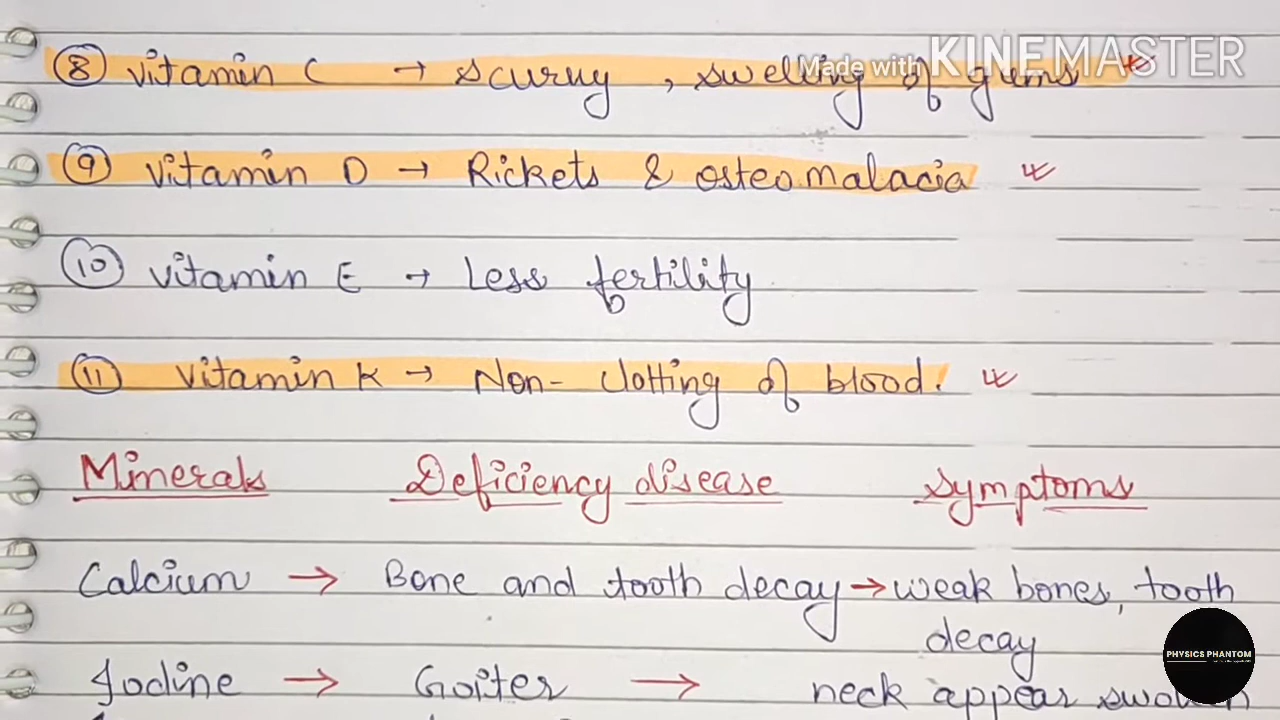 ⑧ Vitamin C → Scurvy , swelling of gums
Made with KINEMASTER
⑨ Vitamin D → Rickets & osteomalacia
⑩ Vitamin E → Less fertility
⑪ Vitamin K → Non- Clotting of blood.
Minerals Deficiency disease Symptoms
Calcium → Bone and tooth decay → weak bones, tooth
decay
PHYSICS PHANTOM
Iodine → Goiter → neck appear swollen